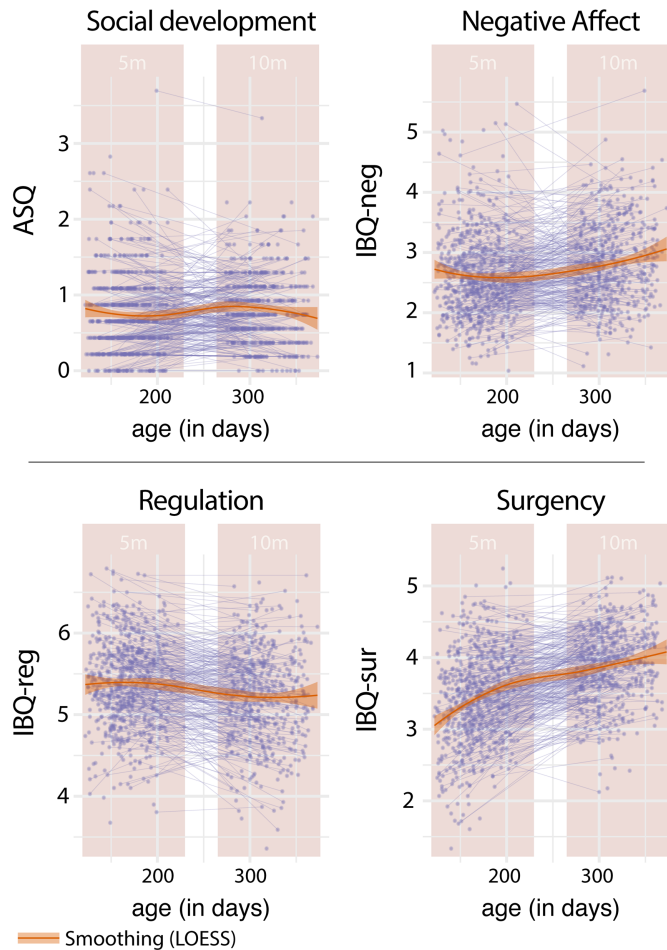 Social development
5m 10m
ASQ
3
2
1
0
200 300
age (in days)
Negative Affect
5m 10m
IBQ-neg
5
4
3
2
1
200 300
age (in days)
Regulation
5m 10m
IBQ-reg
6
5
4
200 300
age (in days)
Surgency
5m 10m
IBQ-sur
5
4
3
2
200 300
age (in days)
Smoothing (LOESS)